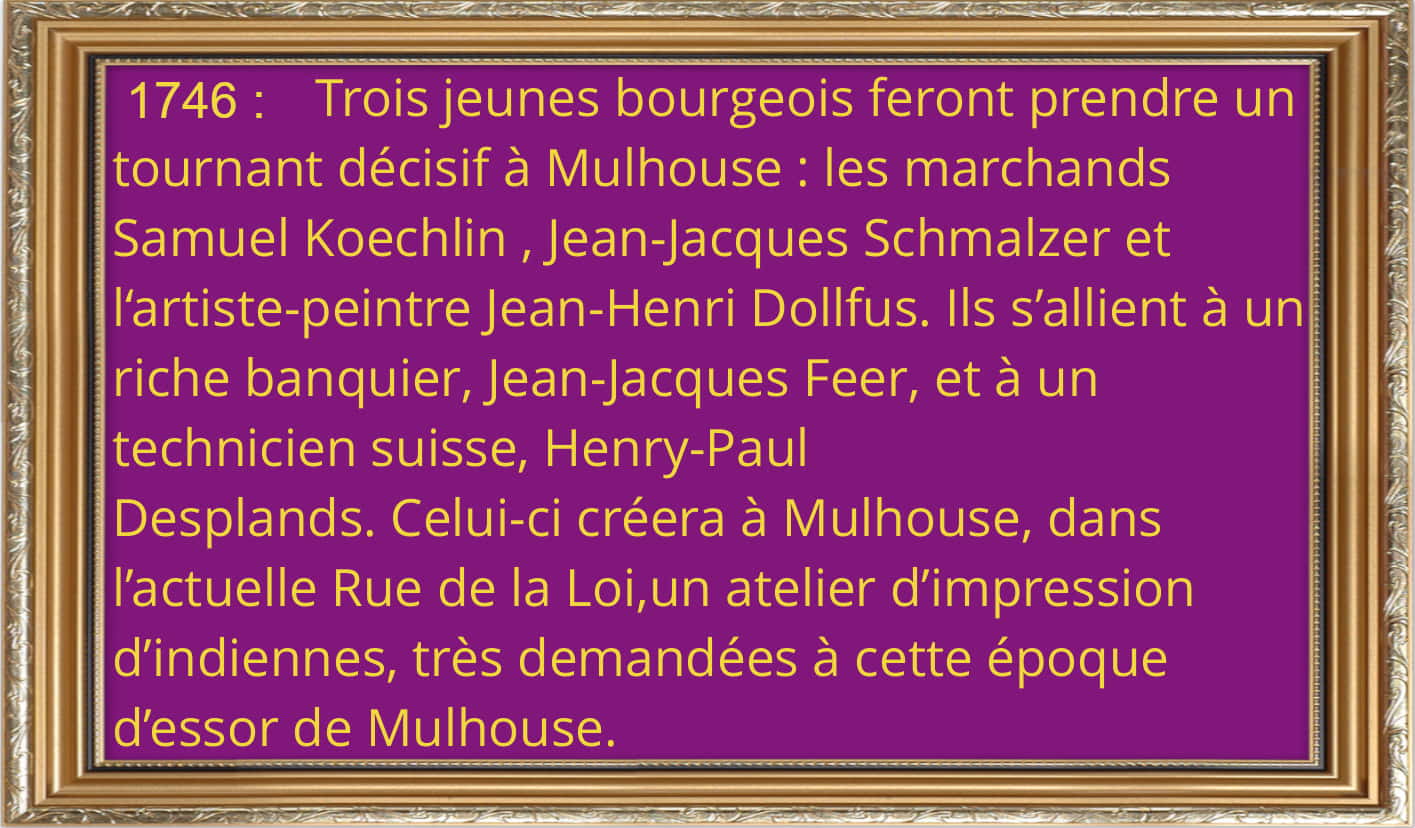 1746 : Trois jeunes bourgeois feront prendre un
tournant décisif à Mulhouse : les marchands
Samuel Koechlin , Jean-Jacques Schmalzer et
l‘artiste-peintre Jean-Henri Dollfus. Ils s’allient à un
riche banquier, Jean-Jacques Feer, et à un
technicien suisse, Henry-Paul
Desplands. Celui-ci créera à Mulhouse, dans
l’actuelle Rue de la Loi,un atelier d’impression
d’indiennes, très demandées à cette époque
d’essor de Mulhouse.